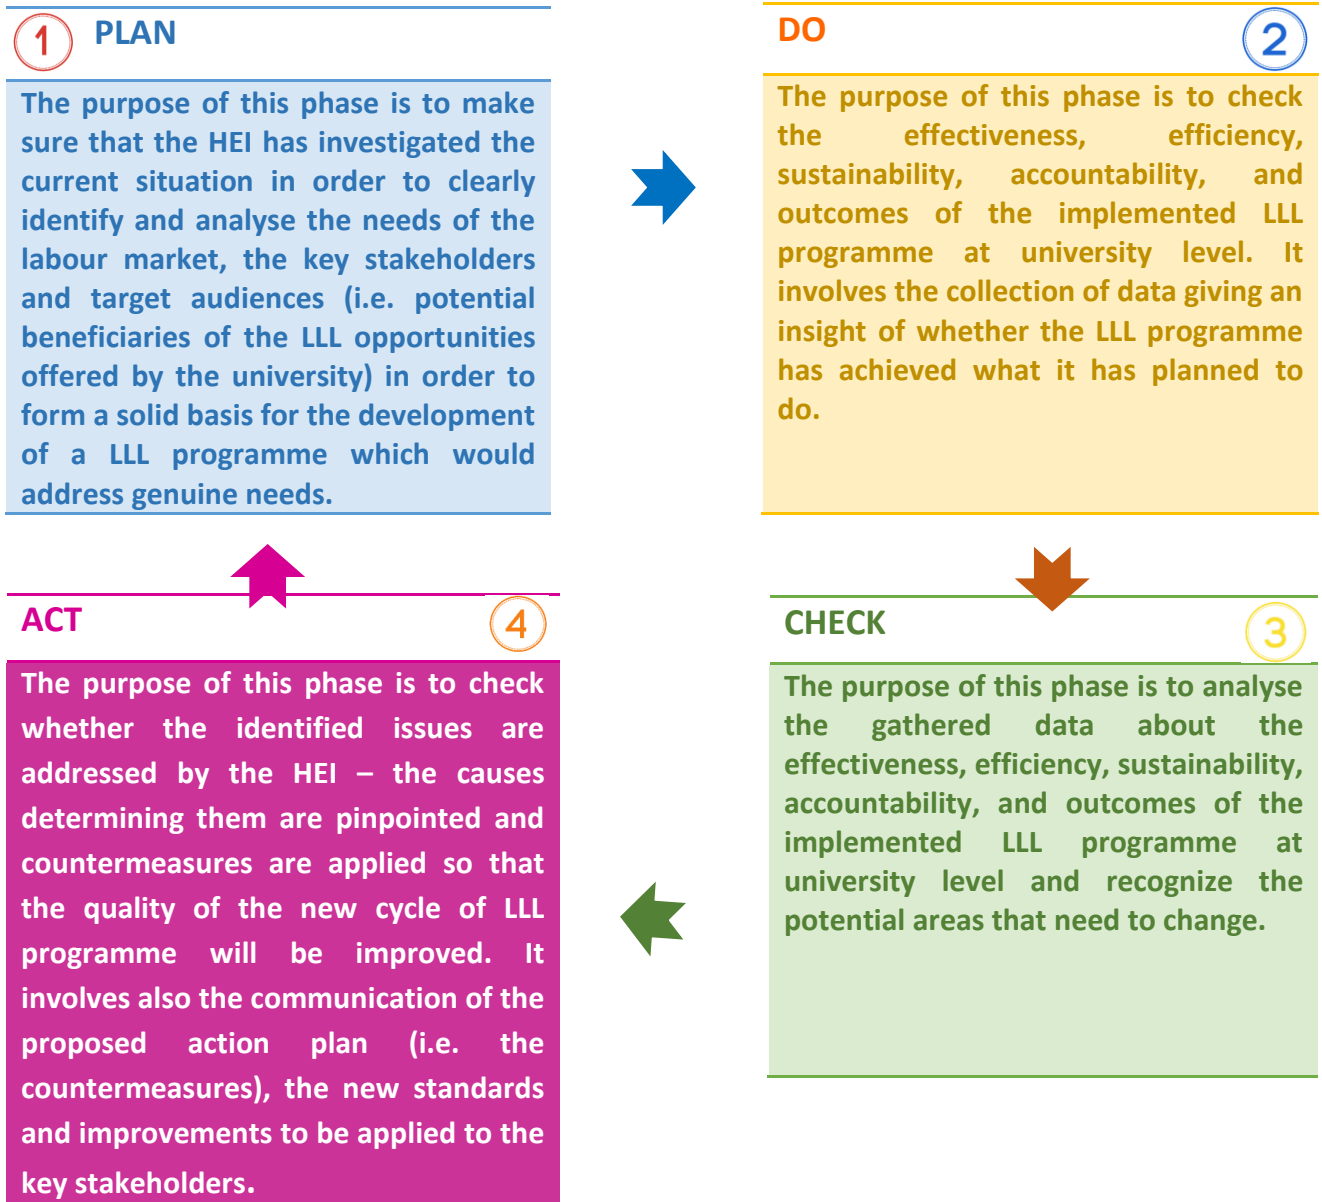 1 PLAN
The purpose of this phase is to make
sure that the HEI has investigated the
current situation in order to clearly
identify and analyse the needs of the
labour market, the key stakeholders
and target audiences (i.e. potential
beneficiaries of the LLL opportunities
offered by the university) in order to
form a solid basis for the development
of a LLL programme which would
address genuine needs.
DO 2
The purpose of this phase is to check
the effectiveness, efficiency,
sustainability, accountability, and
outcomes of the implemented LLL
programme at university level. It
involves the collection of data giving an
insight of whether the LLL programme
has achieved what it has planned to
do.
CHECK 3
The purpose of this phase is to analyse
the gathered data about the
effectiveness, efficiency, sustainability,
accountability, and outcomes of the
implemented LLL programme at
university level and recognize the
potential areas that need to change.
ACT 4
The purpose of this phase is to check
whether the identified issues are
addressed by the HEI – the causes
determining them are pinpointed and
countermeasures are applied so that
the quality of the new cycle of LLL
programme will be improved. It
involves also the communication of the
proposed action plan (i.e. the
countermeasures), the new standards
and improvements to be applied to the
key stakeholders.